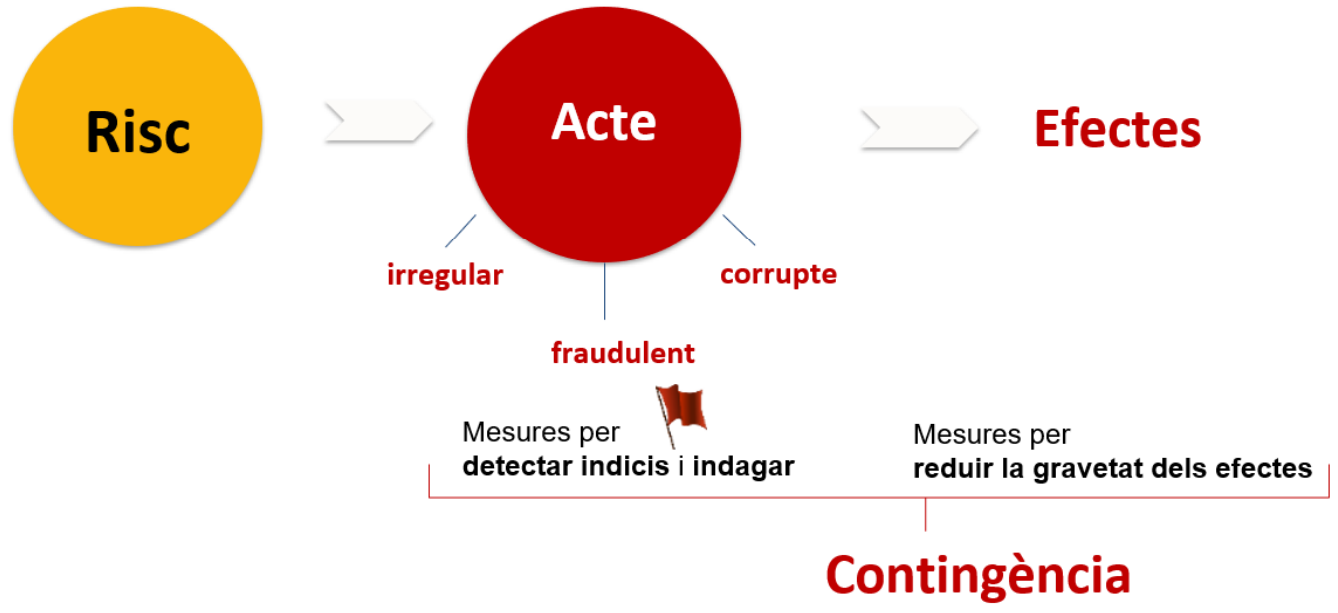 Risc
Acte
Efectes
irregular
corrupte
fraudulent
Mesures per
detectar indicis i indagar
Mesures per
reduir la gravetat dels efectes
Contingència